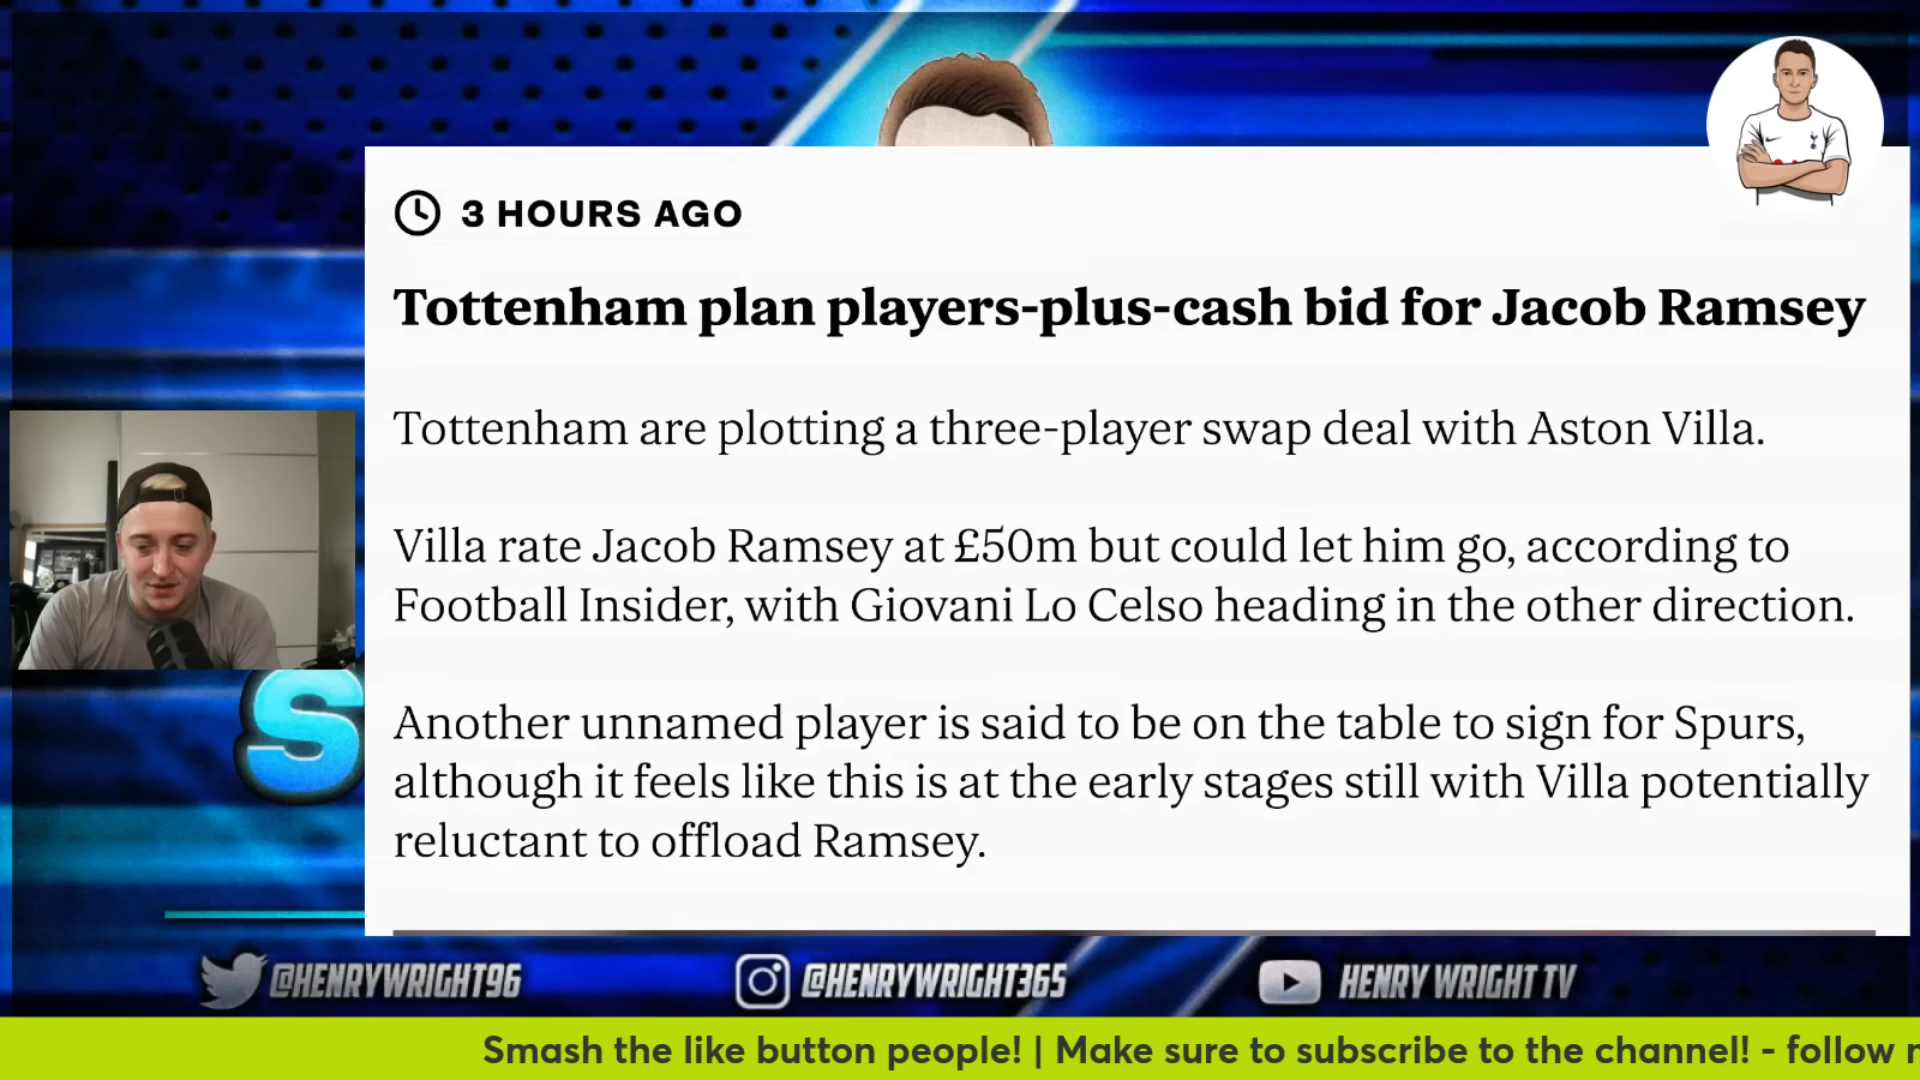 3 HOURS AGO
Tottenham plan players-plus-cash bid for Jacob Ramsey
Tottenham are plotting a three-player swap deal with Aston Villa.
Villa rate Jacob Ramsey at £50m but could let him go, according to
Football Insider, with Giovani Lo Celso heading in the other direction.
Another unnamed player is said to be on the table to sign for Spurs,
although it feels like this is at the early stages still with Villa potentially
reluctant to offload Ramsey.
S
@HENRYWRIGHT96
@HENRYWRIGHT365
HENRY WRIGHT TV
Smash the like button people! | Make sure to subscribe to the channel! - follow